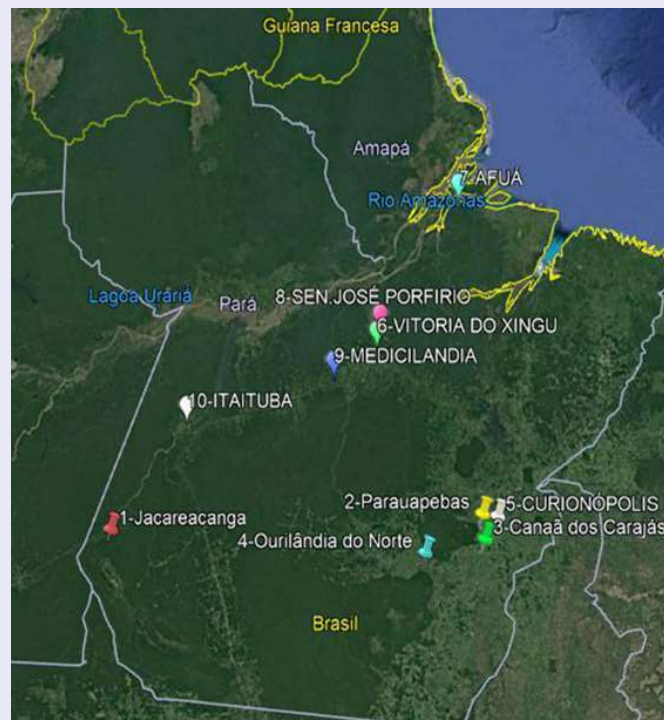 Guiana Francesa
Amapá
7-AFUÁ
Rio Amazonas
Lagoa Uráriá
Pará
8-SEN.JOSÉ PORFIRIO
6-VITORIA DO XINGU
9-MEDICILANDIA
10-ITAITUBA
2-Parauapebas
5-CURIONÓPOLIS
1-Jacareacanga
3-Canaã dos Carajás
4-Ourilândia do Norte
Brasil